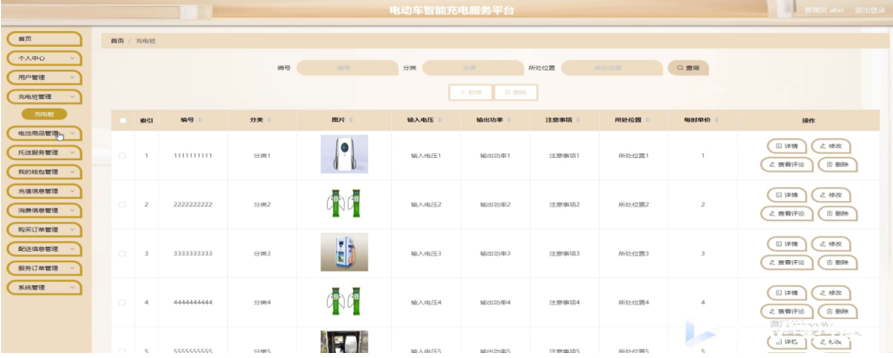 电动车智能充电服务平台
管理员 abo 退出登录
首页
个人中心
用户管理
充电桩管理
充电桩
电池商品管理
托运服务管理
我的钱包管理
充值信息管理
消费信息管理
购买订单管理
配送信息管理
服务订单管理
系统管理
首页 / 充电桩
编号 编号 分类 分类 所处位置 所处位置 查询
新增 删除
索引 编号 分类 图片 输入电压 输出功率 注意事项 所处位置 每时单价 操作
1 1111111111 分类1 输入电压1 输出功率1 注意事项1 所处位置1 1 详情 修改
查看评论 删除
2 2222222222 分类2 输入电压2 输出功率2 注意事项2 所处位置2 2 详情 修改
查看评论 删除
3 3333333333 分类3 输入电压3 输出功率3 注意事项3 所处位置3 3 详情 修改
查看评论 删除
4 4444444444 分类4 输入电压4 输出功率4 注意事项4 所处位置4 4 详情 修改
查看评论 删除
5 5555555555 分类5 输入电压5 输出功率5 注意事项5 所处位置5 5 详情 修改